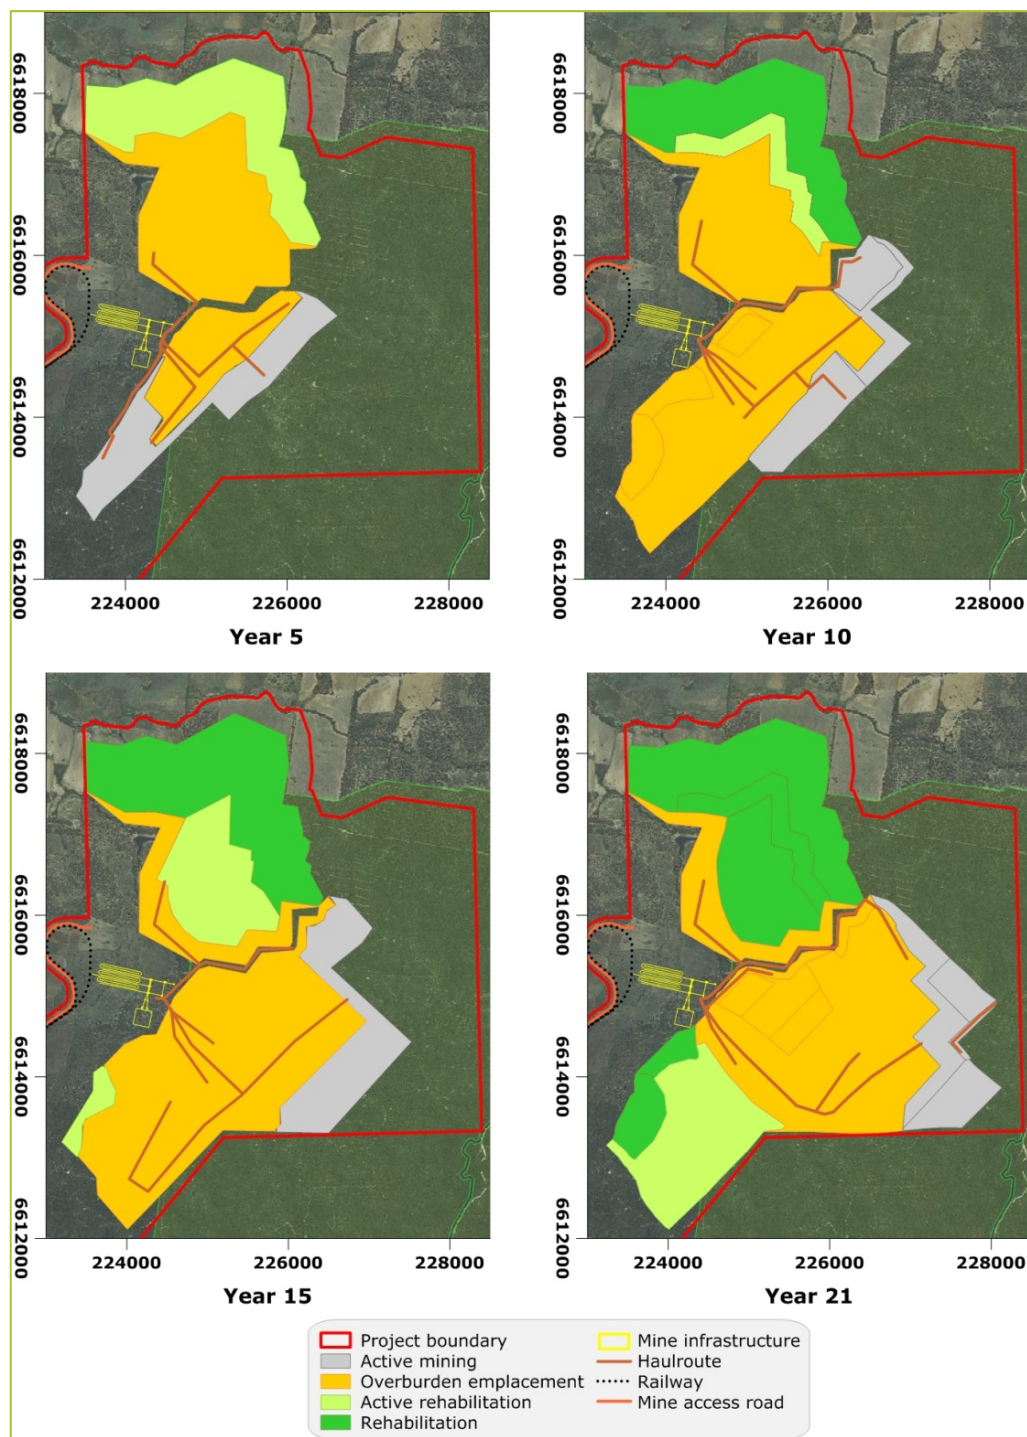 6618000
6616000
6614000
6612000
224000 226000 228000
Year 5
6618000
6616000
6614000
6612000
224000 226000 228000
Year 10
6618000
6616000
6614000
6612000
224000 226000 228000
Year 15
6618000
6616000
6614000
6612000
224000 226000 228000
Year 21
Project boundary
Active mining
Overburden emplacement
Active rehabilitation
Rehabilitation
Mine infrastructure
Haulroute
Railway
Mine access road